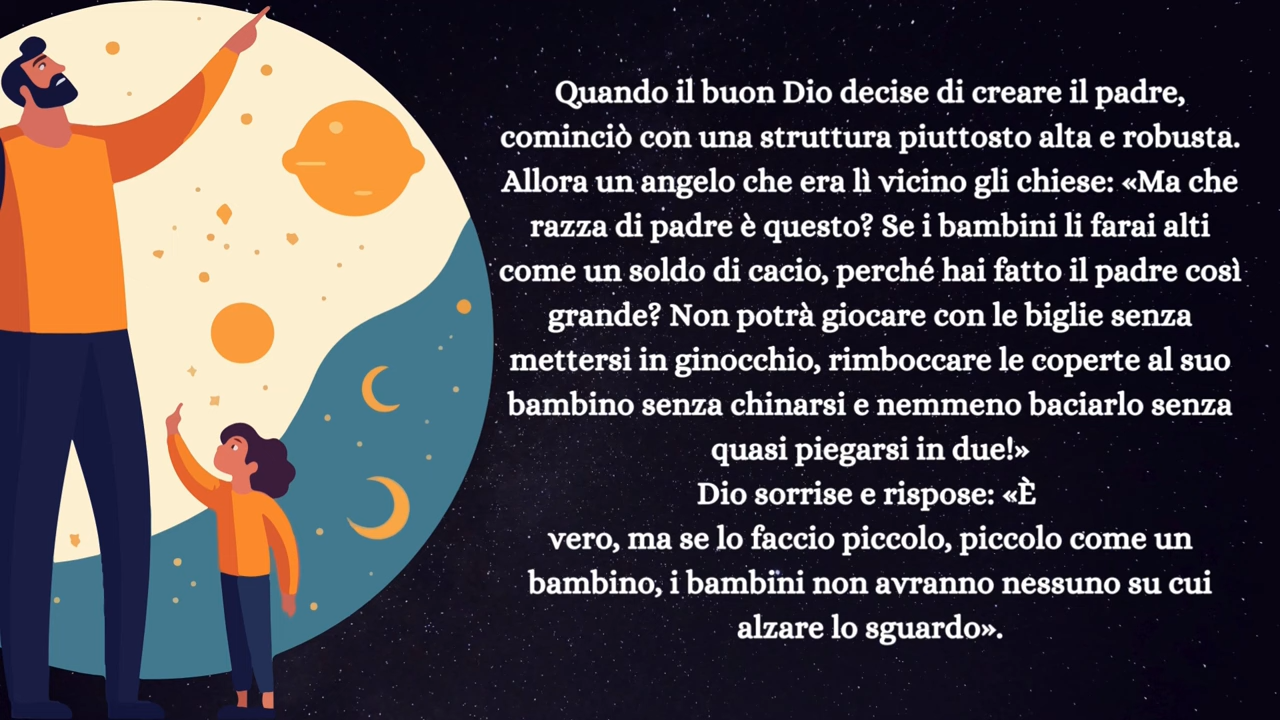 Quando il buon Dio decise di creare il padre,
cominciò con una struttura piuttosto alta e robusta.
Allora un angelo che era lì vicino gli chiese: «Ma che
razza di padre è questo? Se i bambini li farai alti
come un soldo di cacio, perché hai fatto il padre così
grande? Non potrà giocare con le biglie senza
mettersi in ginocchio, rimboccare le coperte al suo
bambino senza chinarsi e nemmeno baciarlo senza
quasi piegarsi in due!»
Dio sorrise e rispose: «È
vero, ma se lo faccio piccolo, piccolo come un
bambino, i bambini non avranno nessuno su cui
alzare lo sguardo».